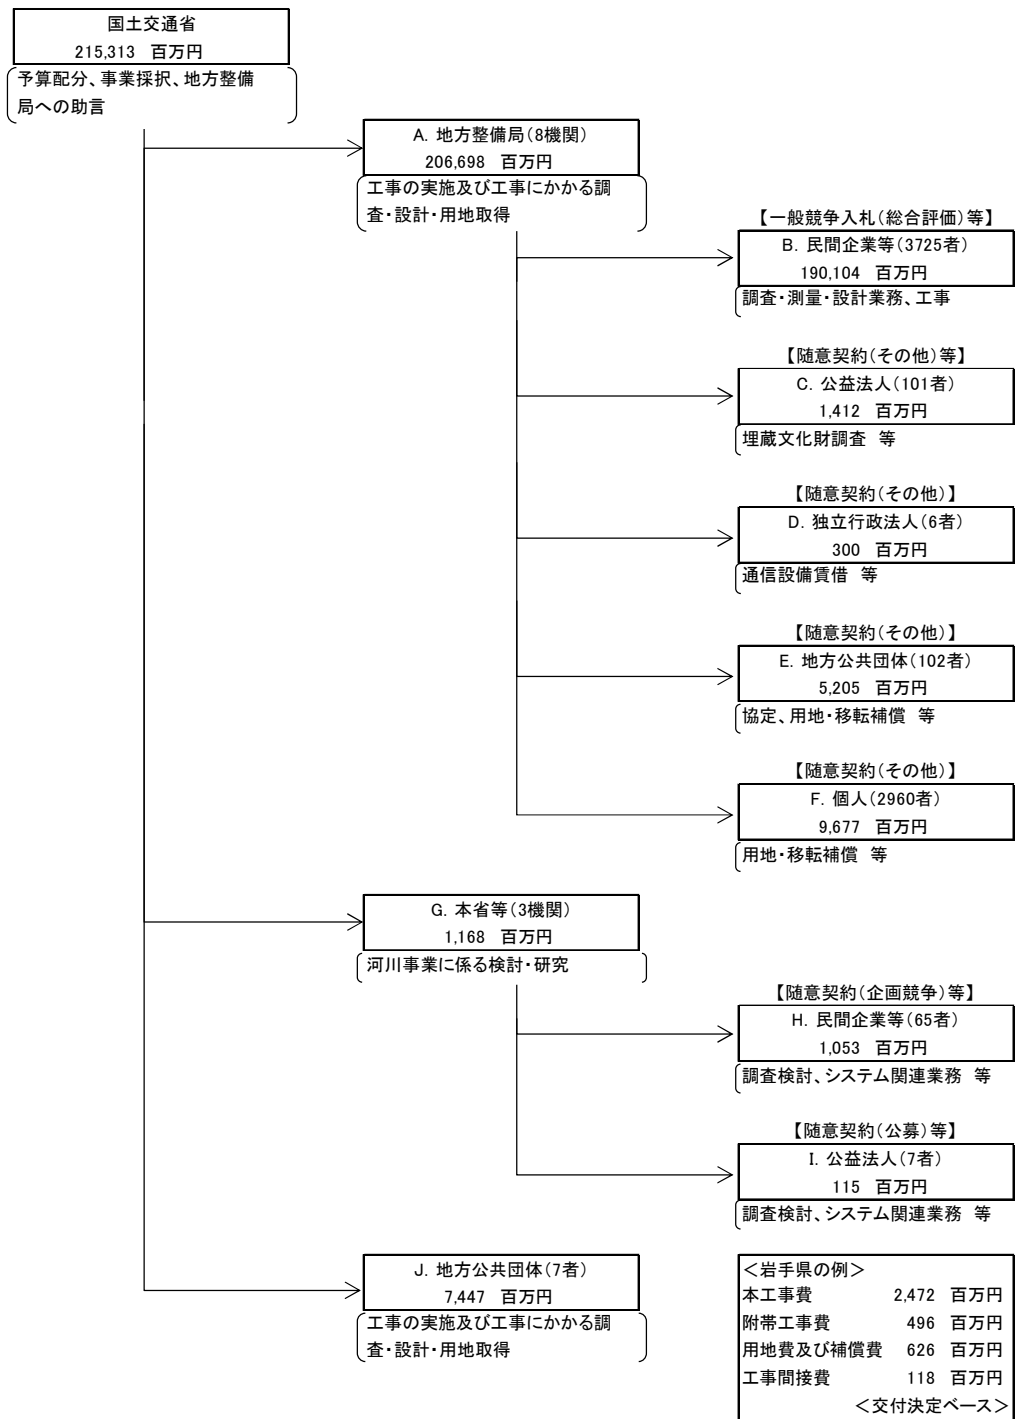 国土交通省
215,313 百万円
予算配分、事業採択、地方整備
局への助言
A. 地方整備局(8機関)
206,698 百万円
工事の実施及び工事にかかる調
査・設計・用地取得
【一般競争入札(総合評価)等】
B. 民間企業等(3725者)
190,104 百万円
調査・測量・設計業務、工事
【随意契約(その他)等】
C. 公益法人(101者)
1,412 百万円
埋蔵文化財調査 等
【随意契約(その他)】
D. 独立行政法人(6者)
300 百万円
通信設備賃借 等
【随意契約(その他)】
E. 地方公共団体(102者)
5,205 百万円
協定、用地・移転補償 等
【随意契約(その他)】
F. 個人(2960者)
9,677 百万円
用地・移転補償 等
G. 本省等(3機関)
1,168 百万円
河川事業に係る検討・研究
【随意契約(企画競争)等】
H. 民間企業等(65者)
1,053 百万円
調査検討、システム関連業務 等
【随意契約(公募)等】
I. 公益法人(7者)
115 百万円
調査検討、システム関連業務 等
J. 地方公共団体(7者)
7,447 百万円
工事の実施及び工事にかかる調
査・設計・用地取得
<岩手県の例>
本工事費 2,472 百万円
附帯工事費 496 百万円
用地費及び補償費 626 百万円
工事間接費 118 百万円
<交付決定ベース>